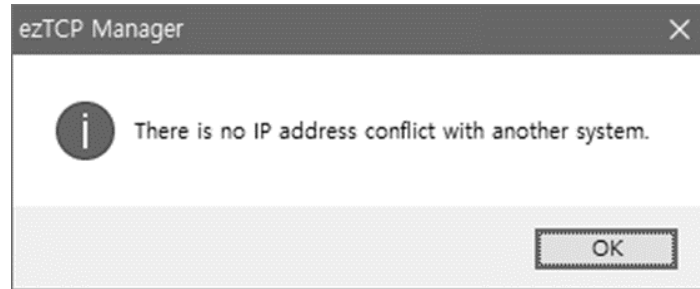 ezTCP Manager
There is no IP address conflict with another system.
OK